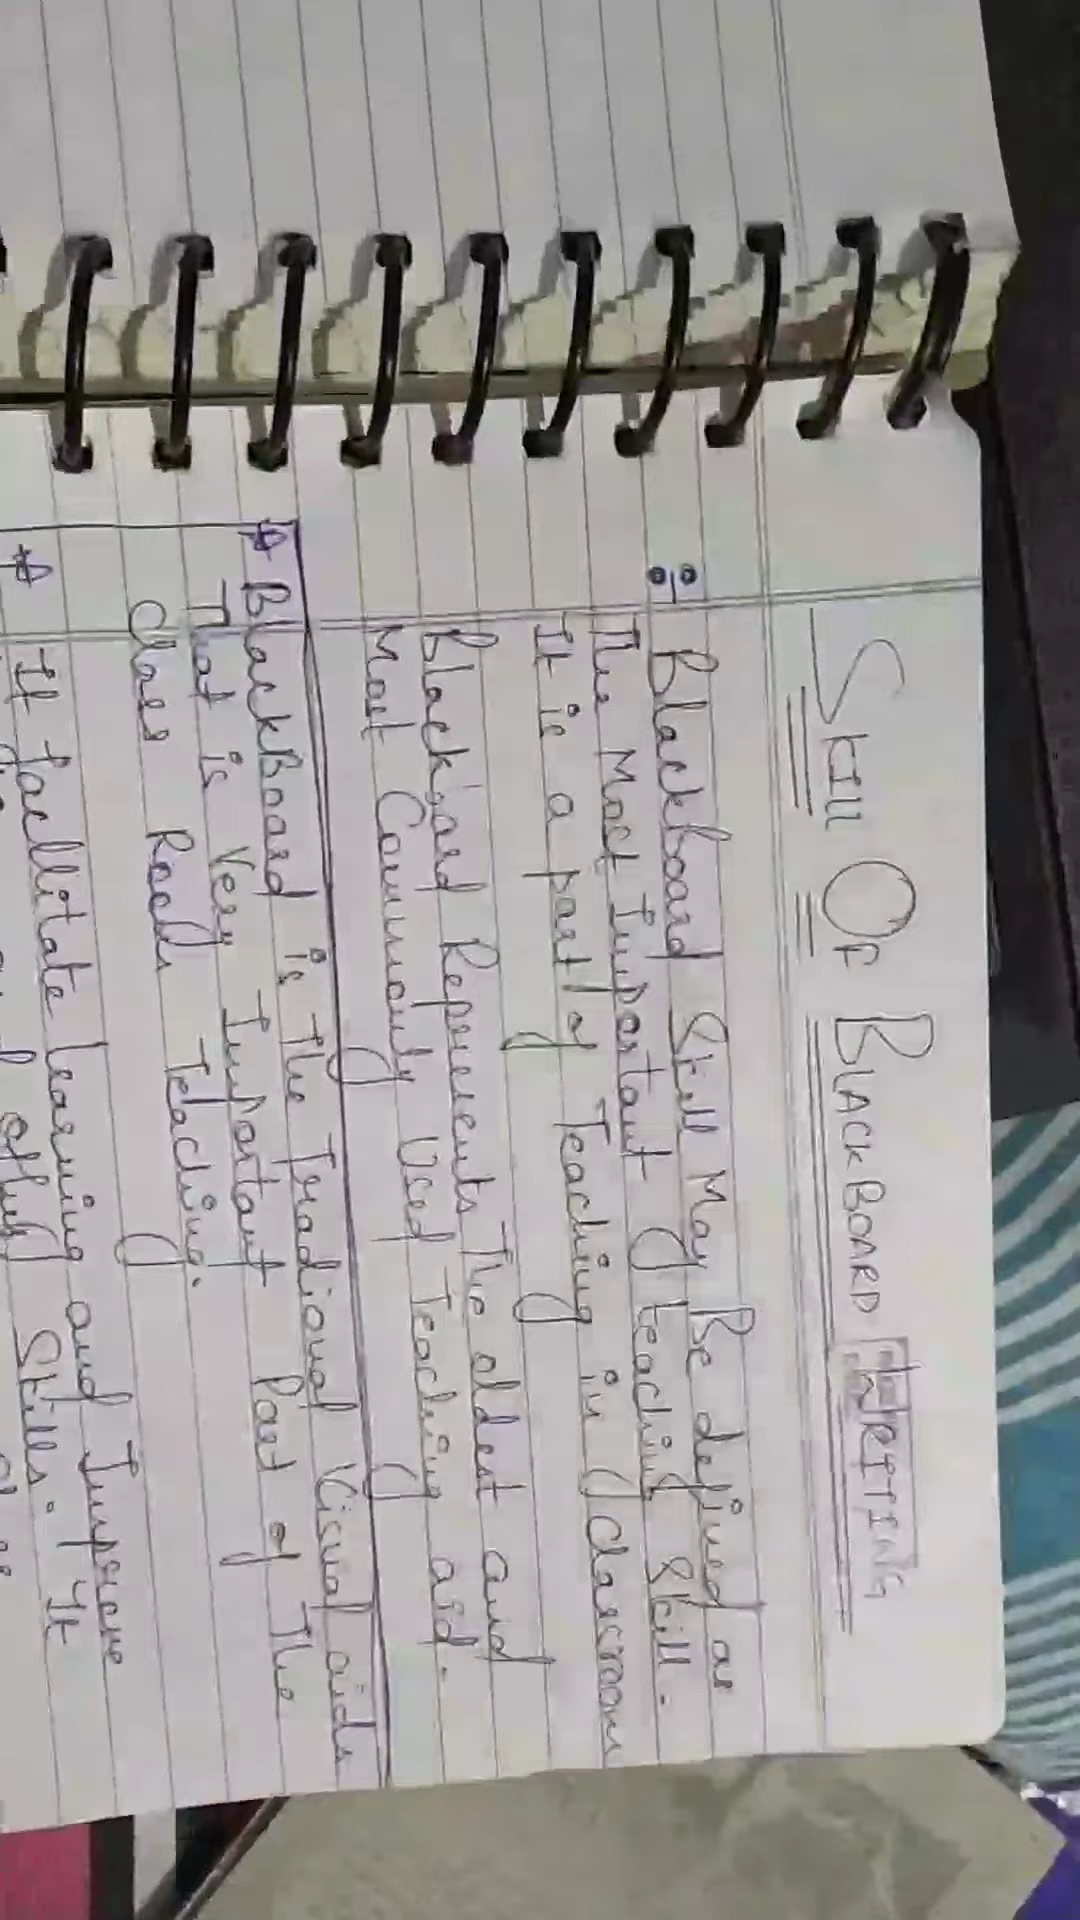 SKILL OF BLACKBOARD WRITING
Blackboard Skill May Be defined as
The Most Important teaching Skill.
It is a part of Teaching in Classroom
Blackboard Represents The oldest and
Most Commonly Used Teaching aid.
BlackBoard is The Tradional Visual aids
That is Very Important Part of The
Class Room Teaching.
It facllitate learning and Improve
Skills. It